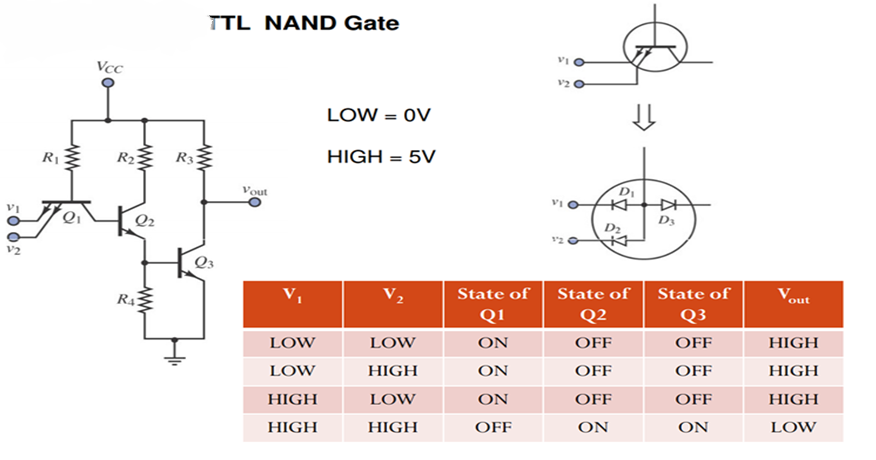 TTL NAND Gate
VCC
R1
R2
R3
v1
v2
Q1
Q2
Q3
vout
R4
LOW = 0V
HIGH = 5V
v1
v2
v1
v2
D1
D2
D3
V1 V2 State of Q1 State of Q2 State of Q3 Vout
LOW LOW ON OFF OFF HIGH
LOW HIGH ON OFF OFF HIGH
HIGH LOW ON OFF OFF HIGH
HIGH HIGH OFF ON ON LOW